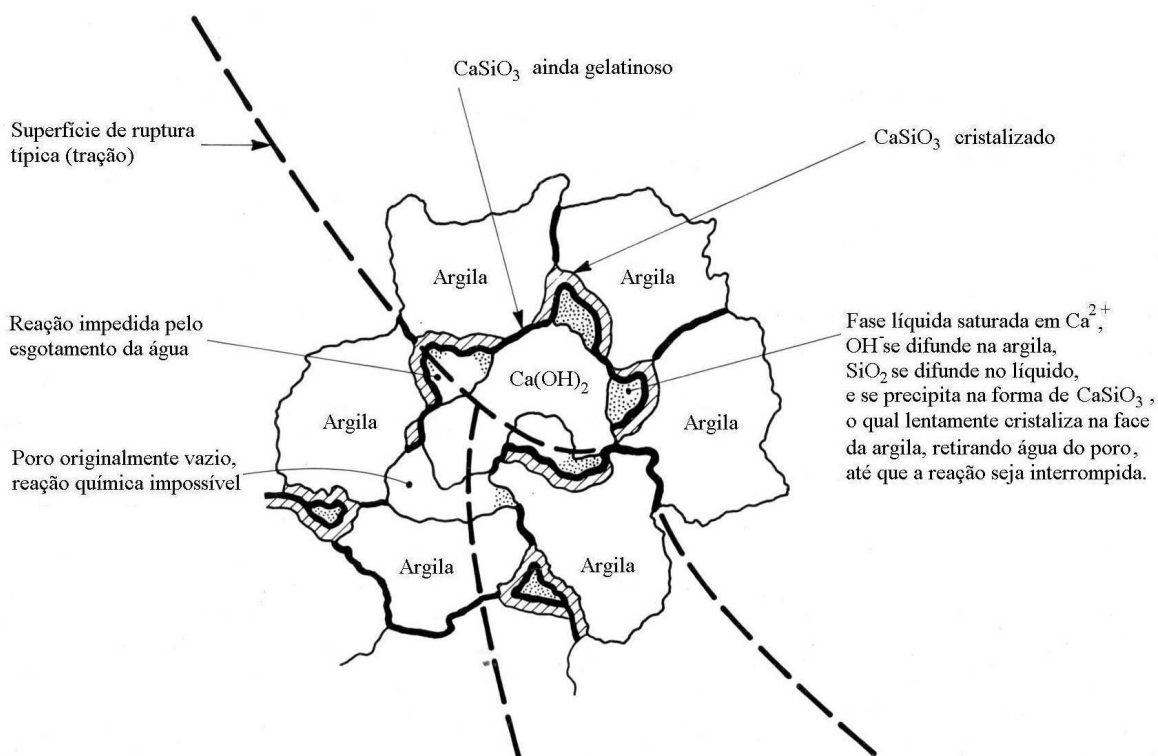 CaSiO₃ ainda gelatinoso
Superfície de ruptura
típica (tração)
CaSiO₃ cristalizado
Argila
Argila
Reação impedida pelo
esgotamento da água
Ca(OH)₂
Fase líquida saturada em Ca²⁺,
OH⁻se difunde na argila,
SiO₂ se difunde no líquido,
e se precipita na forma de CaSiO₃ ,
o qual lentamente cristaliza na face
da argila, retirando água do poro,
até que a reação seja interrompida.
Argila
Argila
Poro originalmente vazio,
reação química impossível
Argila
Argila